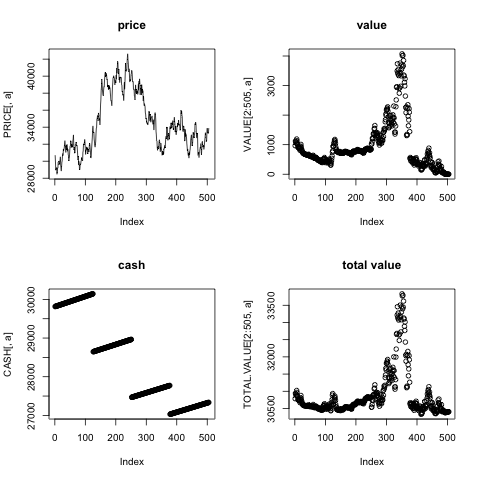 price
PRICE[, a]
28000 34000 40000
0 100 200 300 400 500
Index
value
VALUE[2:505, a]
0 1000 3000
0 100 200 300 400 500
Index
cash
CASH[, a]
27000 28000 29000 30000
0 100 200 300 400 500
Index
total value
TOTAL.VALUE[2:505, a]
30500 32000 33500
0 100 200 300 400 500
Index